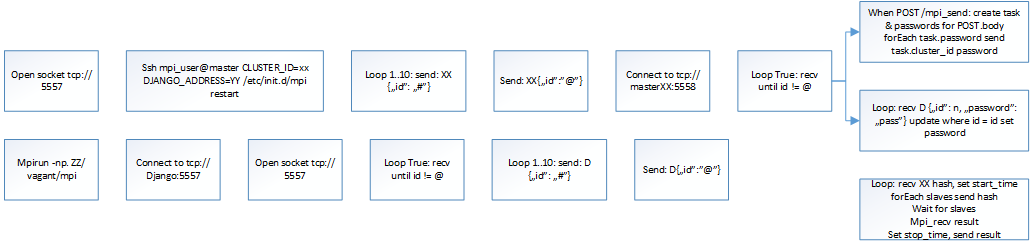 When POST /mpi_send: create task
& passwords for POST.body
forEach task.password send
task.cluster_id password
Open socket tcp://
5557
Ssh mpi_user@master CLUSTER_ID=xx
DJANGO_ADDRESS=YY /etc/init.d/mpi
restart
Loop 1..10: send: XX
{„id”: „#”}
Send: XX{„id”:”@”}
Connect to tcp://
masterXX:5558
Loop True: recv
until id != @
Loop: recv D {„id”: n, „password”:
„pass”} update where id = id set
password
Mpirun -np. ZZ/
vagant/mpi
Connect to tcp://
Django:5557
Open socket tcp://
5557
Loop True: recv
until id != @
Loop 1..10: send: D
{„id”: „#”}
Send: D{„id”:”@”}
Loop: recv XX hash, set start_time
forEach slaves send hash
Wait for slaves
Mpi_recv result
Set stop_time, send result